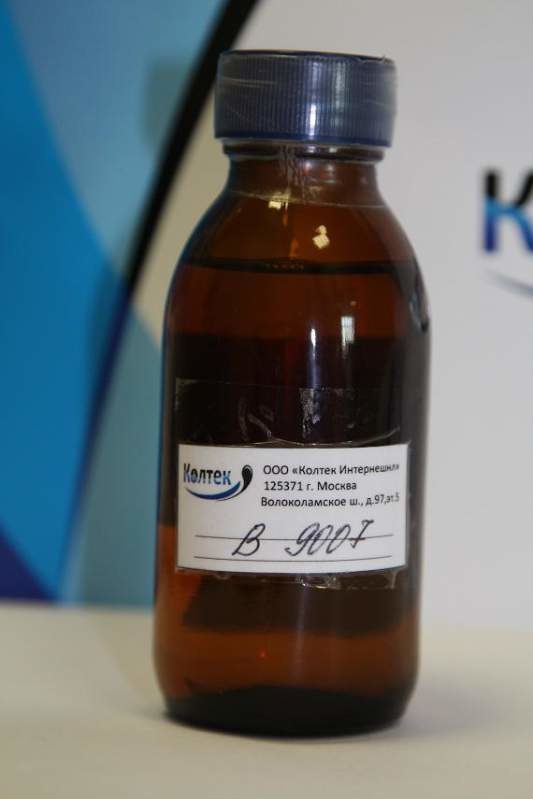 К
Колтек
ООО «Колтек Интернешнл»
125371 г. Москва
Волоколамское ш., д.97,эт.5
В 9007